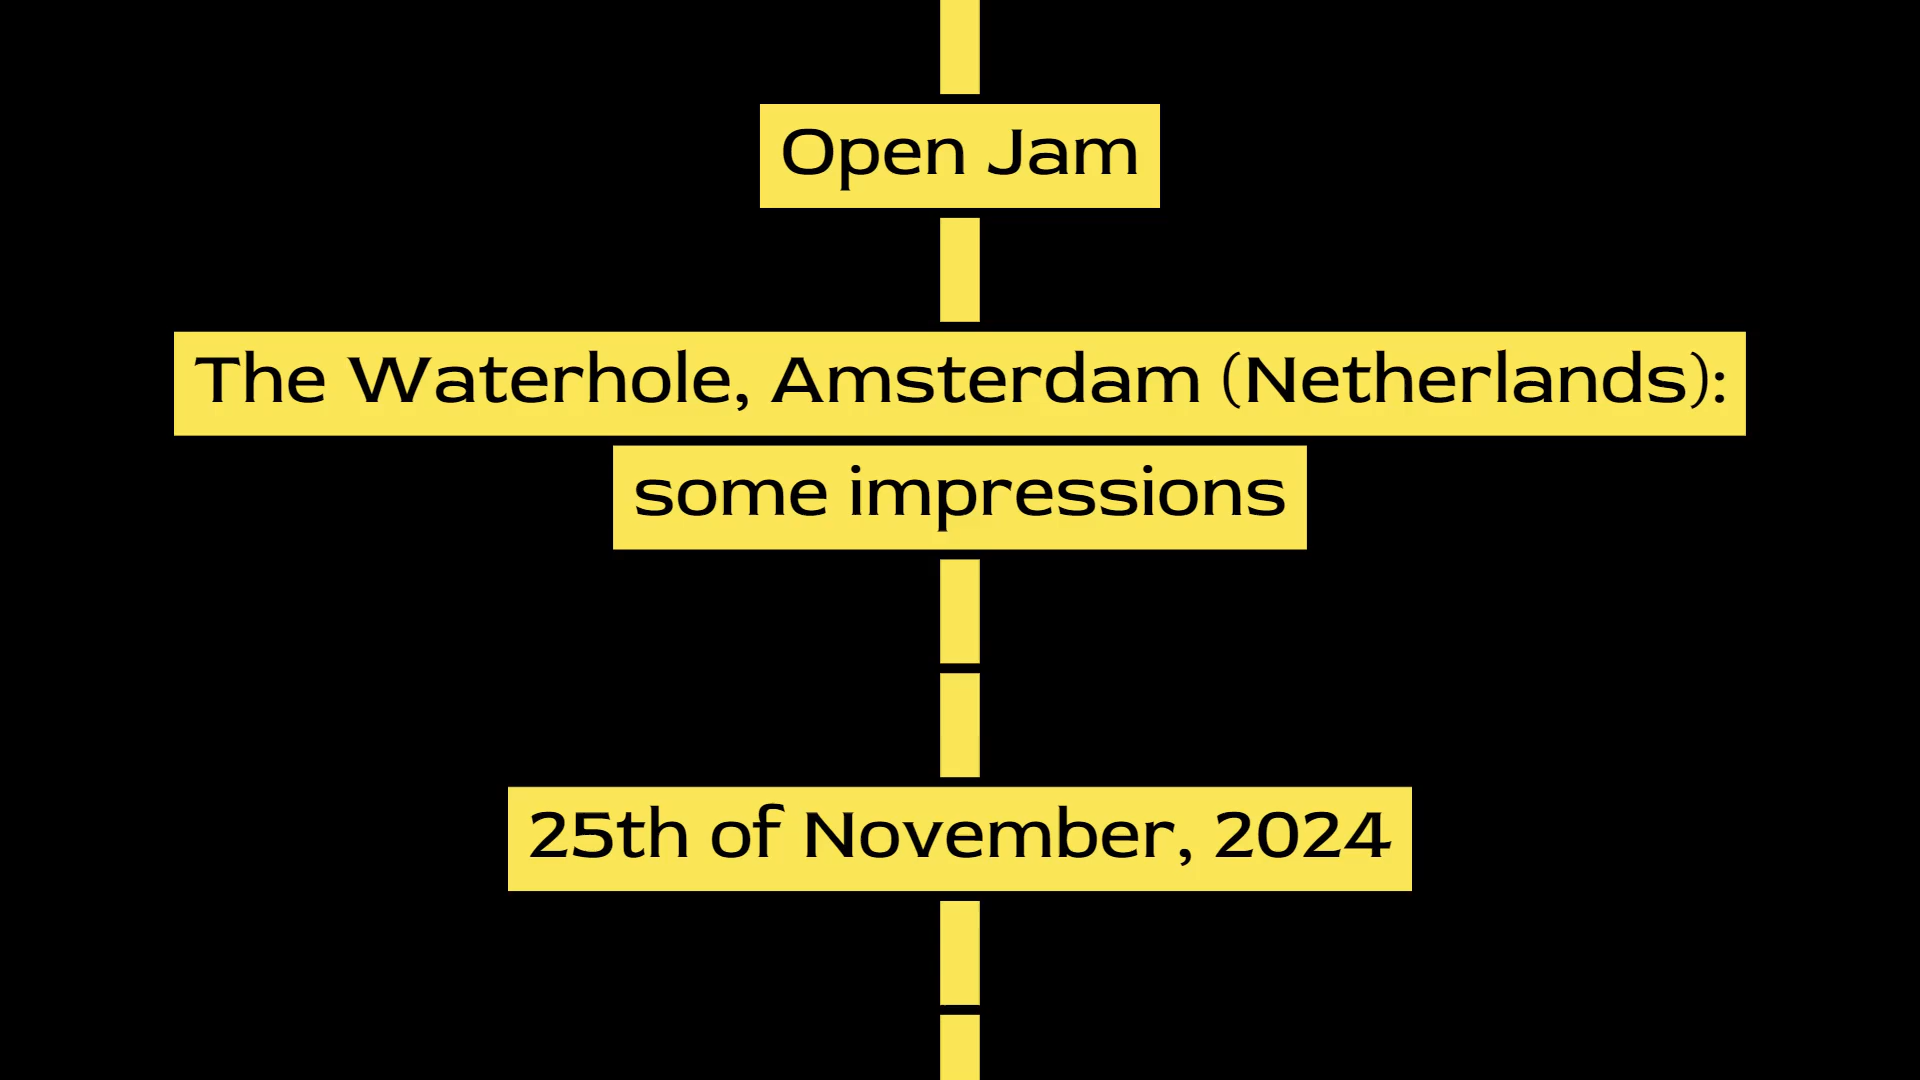 Open Jam
The Waterhole, Amsterdam (Netherlands):
some impressions
25th of November, 2024